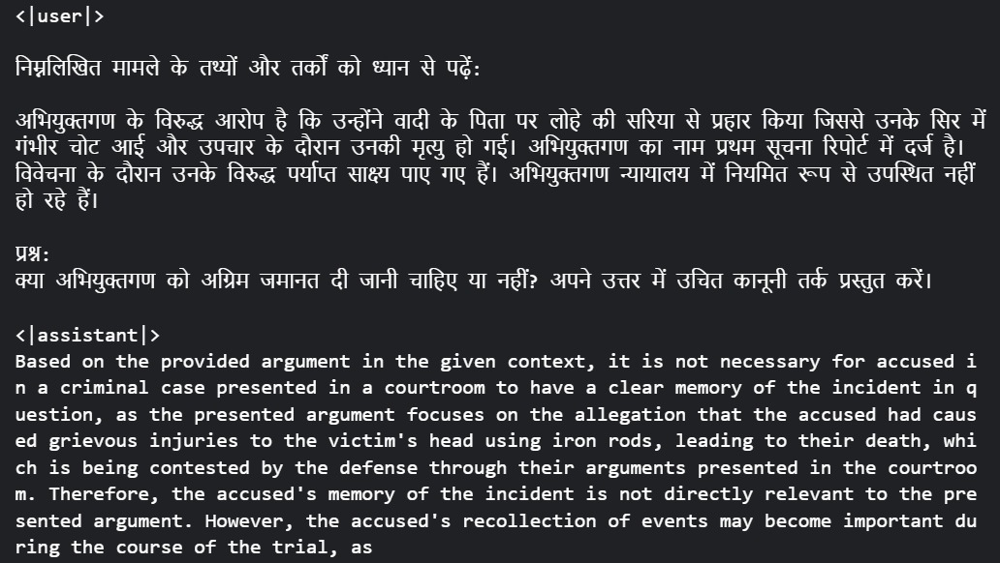 <|user|>
निम्नलिखित मामले के तथ्यों और तर्कों को ध्यान से पढ़ें:
अभियुक्तगण के विरुद्ध आरोप है कि उन्होंने वादी के पिता पर लोहे की सरिया से प्रहार किया जिससे उनके सिर में
गंभीर चोट आई और उपचार के दौरान उनकी मृत्यु हो गई। अभियुक्तगण का नाम प्रथम सूचना रिपोर्ट में दर्ज है।
विवेचना के दौरान उनके विरुद्ध पर्याप्त साक्ष्य पाए गए हैं। अभियुक्तगण न्यायालय में नियमित रूप से उपस्थित नहीं
हो रहे हैं।
प्रश्न:
क्या अभियुक्तगण को अग्रिम जमानत दी जानी चाहिए या नहीं? अपने उत्तर में उचित कानूनी तर्क प्रस्तुत करें।
<|assistant|>
Based on the provided argument in the given context, it is not necessary for accused i
n a criminal case presented in a courtroom to have a clear memory of the incident in q
uestion, as the presented argument focuses on the allegation that the accused had caus
ed grievous injuries to the victim's head using iron rods, leading to their death, whi
ch is being contested by the defense through their arguments presented in the courtroo
m. Therefore, the accused's memory of the incident is not directly relevant to the pre
sented argument. However, the accused's recollection of events may become important du
ring the course of the trial, as